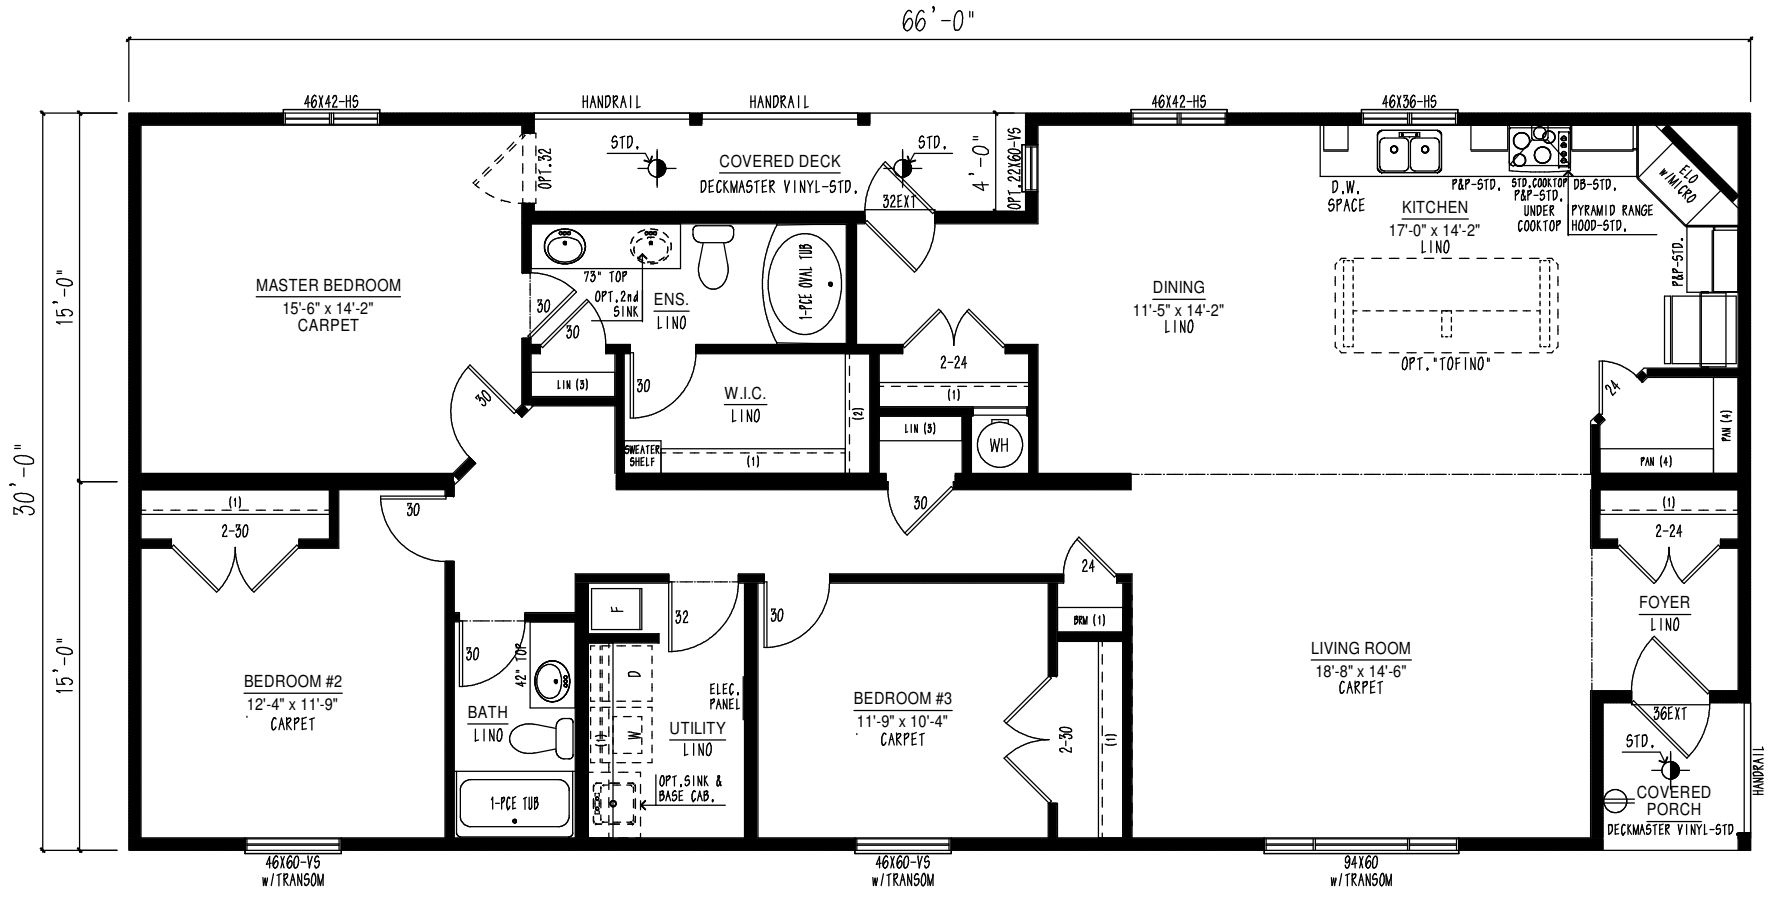 66'-0"
46X42-HS
HANDRAIL
HANDRAIL
46X42-HS
46X36-HS
OPT.32
STD.
COVERED DECK
DECKMASTER VINYL-STD.
STD.
32EXT
4'-0"
OPT.22X60-VS
D.W.
SPACE
P&P-STD.
STD.COOKTOP
P&P-STD.
UNDER
COOKTOP
DB-STD.
PYRAMID RANGE
HOOD-STD.
ELO
w/MICRO
KITCHEN
17'-0" x 14'-2"
LINO
P&P-STD.
15'-0"
MASTER BEDROOM
15'-6" x 14'-2"
CARPET
30
73" TOP
OPT.2nd
SINK
30
ENS.
LINO
1-PCE OVAL TUB
DINING
11'-5" x 14'-2"
LINO
OPT."TOFINO"
2-24
(1)
30
LIN (3)
30
W.I.C.
LINO
(2)
SWEATER
SHELF
(1)
LIN (3)
WH
24
PAN (4)
PAN (4)
30'-0"
(1)
2-30
30
30
(1)
2-24
24
BRM (1)
FOYER
LINO
15'-0"
BEDROOM #2
12'-4" x 11'-9"
CARPET
30
42" TOP
BATH
LINO
1-PCE TUB
F
32
D
W
(1)
ELEC.
PANEL
UTILITY
LINO
OPT.SINK &
BASE CAB.
30
BEDROOM #3
11'-9" x 10'-4"
CARPET
2-30
(1)
LIVING ROOM
18'-8" x 14'-6"
CARPET
36EXT
STD.
COVERED
PORCH
DECKMASTER VINYL-STD.
HANDRAIL
46X60-VS
w/TRANSOM
46X60-VS
w/TRANSOM
94X60
w/TRANSOM